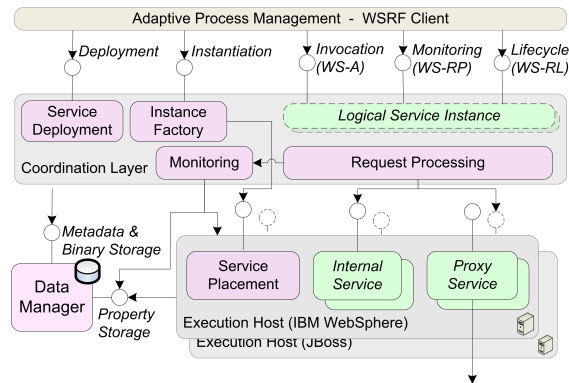 Adaptive Process Management - WSRF Client
Deployment
Instantiation
Invocation
(WS-A)
Monitoring
(WS-RP)
Lifecycle
(WS-RL)
Service
Deployment
Instance
Factory
Logical Service Instance
Coordination Layer
Monitoring
Request Processing
Metadata &
Binary Storage
Data
Manager
Property
Storage
Service
Placement
Internal
Service
Proxy
Service
Execution Host (IBM WebSphere)
Execution Host (JBoss)